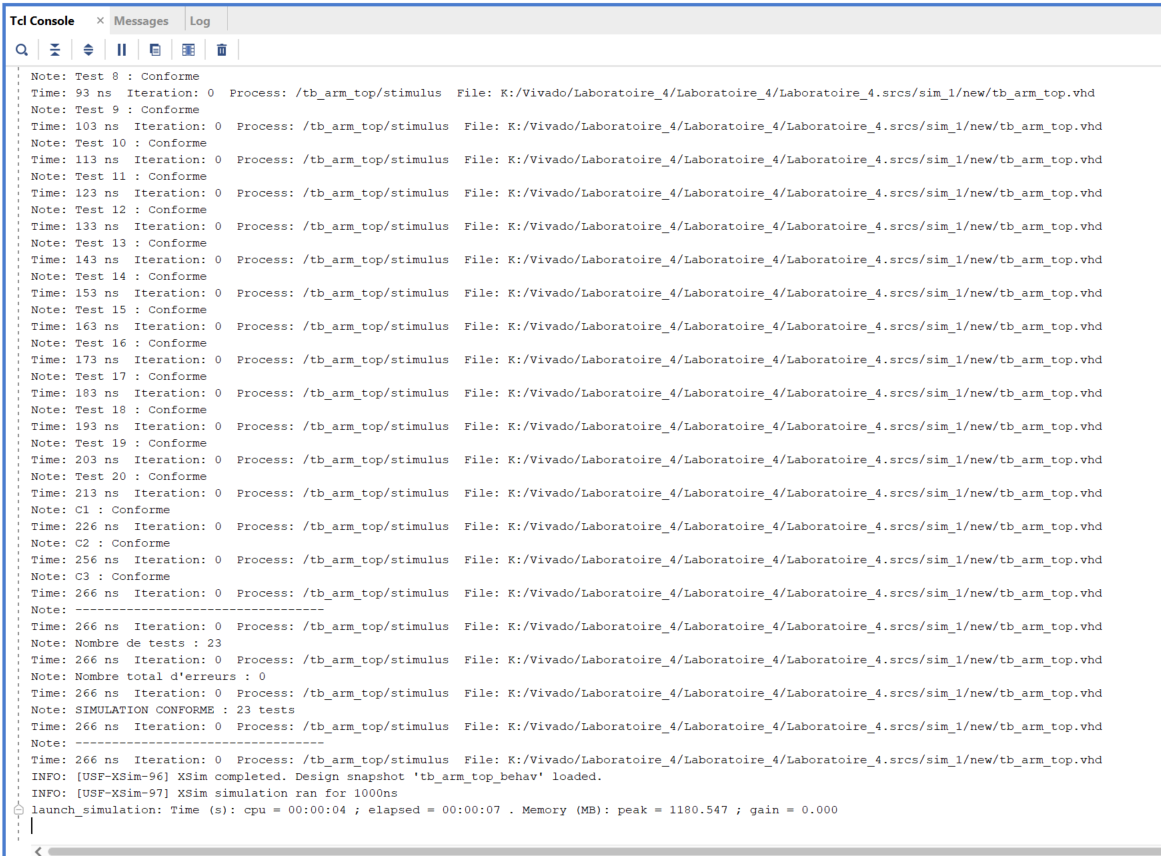 Tcl Console × Messages Log
Note: Test 8 : Conforme
Time: 93 ns Iteration: 0 Process: /tb_arm_top/stimulus File: K:/Vivado/Laboratoire_4/Laboratoire_4/Laboratoire_4.srcs/sim_1/new/tb_arm_top.vhd
Note: Test 9 : Conforme
Time: 103 ns Iteration: 0 Process: /tb_arm_top/stimulus File: K:/Vivado/Laboratoire_4/Laboratoire_4/Laboratoire_4.srcs/sim_1/new/tb_arm_top.vhd
Note: Test 10 : Conforme
Time: 113 ns Iteration: 0 Process: /tb_arm_top/stimulus File: K:/Vivado/Laboratoire_4/Laboratoire_4/Laboratoire_4.srcs/sim_1/new/tb_arm_top.vhd
Note: Test 11 : Conforme
Time: 123 ns Iteration: 0 Process: /tb_arm_top/stimulus File: K:/Vivado/Laboratoire_4/Laboratoire_4/Laboratoire_4.srcs/sim_1/new/tb_arm_top.vhd
Note: Test 12 : Conforme
Time: 133 ns Iteration: 0 Process: /tb_arm_top/stimulus File: K:/Vivado/Laboratoire_4/Laboratoire_4/Laboratoire_4.srcs/sim_1/new/tb_arm_top.vhd
Note: Test 13 : Conforme
Time: 143 ns Iteration: 0 Process: /tb_arm_top/stimulus File: K:/Vivado/Laboratoire_4/Laboratoire_4/Laboratoire_4.srcs/sim_1/new/tb_arm_top.vhd
Note: Test 14 : Conforme
Time: 153 ns Iteration: 0 Process: /tb_arm_top/stimulus File: K:/Vivado/Laboratoire_4/Laboratoire_4/Laboratoire_4.srcs/sim_1/new/tb_arm_top.vhd
Note: Test 15 : Conforme
Time: 163 ns Iteration: 0 Process: /tb_arm_top/stimulus File: K:/Vivado/Laboratoire_4/Laboratoire_4/Laboratoire_4.srcs/sim_1/new/tb_arm_top.vhd
Note: Test 16 : Conforme
Time: 173 ns Iteration: 0 Process: /tb_arm_top/stimulus File: K:/Vivado/Laboratoire_4/Laboratoire_4/Laboratoire_4.srcs/sim_1/new/tb_arm_top.vhd
Note: Test 17 : Conforme
Time: 183 ns Iteration: 0 Process: /tb_arm_top/stimulus File: K:/Vivado/Laboratoire_4/Laboratoire_4/Laboratoire_4.srcs/sim_1/new/tb_arm_top.vhd
Note: Test 18 : Conforme
Time: 193 ns Iteration: 0 Process: /tb_arm_top/stimulus File: K:/Vivado/Laboratoire_4/Laboratoire_4/Laboratoire_4.srcs/sim_1/new/tb_arm_top.vhd
Note: Test 19 : Conforme
Time: 203 ns Iteration: 0 Process: /tb_arm_top/stimulus File: K:/Vivado/Laboratoire_4/Laboratoire_4/Laboratoire_4.srcs/sim_1/new/tb_arm_top.vhd
Note: Test 20 : Conforme
Time: 213 ns Iteration: 0 Process: /tb_arm_top/stimulus File: K:/Vivado/Laboratoire_4/Laboratoire_4/Laboratoire_4.srcs/sim_1/new/tb_arm_top.vhd
Note: C1 : Conforme
Time: 226 ns Iteration: 0 Process: /tb_arm_top/stimulus File: K:/Vivado/Laboratoire_4/Laboratoire_4/Laboratoire_4.srcs/sim_1/new/tb_arm_top.vhd
Note: C2 : Conforme
Time: 256 ns Iteration: 0 Process: /tb_arm_top/stimulus File: K:/Vivado/Laboratoire_4/Laboratoire_4/Laboratoire_4.srcs/sim_1/new/tb_arm_top.vhd
Note: C3 : Conforme
Time: 266 ns Iteration: 0 Process: /tb_arm_top/stimulus File: K:/Vivado/Laboratoire_4/Laboratoire_4/Laboratoire_4.srcs/sim_1/new/tb_arm_top.vhd
Note: ----------------------------------
Time: 266 ns Iteration: 0 Process: /tb_arm_top/stimulus File: K:/Vivado/Laboratoire_4/Laboratoire_4/Laboratoire_4.srcs/sim_1/new/tb_arm_top.vhd
Note: Nombre de tests : 23
Time: 266 ns Iteration: 0 Process: /tb_arm_top/stimulus File: K:/Vivado/Laboratoire_4/Laboratoire_4/Laboratoire_4.srcs/sim_1/new/tb_arm_top.vhd
Note: Nombre total d'erreurs : 0
Time: 266 ns Iteration: 0 Process: /tb_arm_top/stimulus File: K:/Vivado/Laboratoire_4/Laboratoire_4/Laboratoire_4.srcs/sim_1/new/tb_arm_top.vhd
Note: SIMULATION CONFORME : 23 tests
Time: 266 ns Iteration: 0 Process: /tb_arm_top/stimulus File: K:/Vivado/Laboratoire_4/Laboratoire_4/Laboratoire_4.srcs/sim_1/new/tb_arm_top.vhd
Note: ----------------------------------
Time: 266 ns Iteration: 0 Process: /tb_arm_top/stimulus File: K:/Vivado/Laboratoire_4/Laboratoire_4/Laboratoire_4.srcs/sim_1/new/tb_arm_top.vhd
INFO: [USF-XSim-96] XSim completed. Design snapshot 'tb_arm_top_behav' loaded.
INFO: [USF-XSim-97] XSim simulation ran for 1000ns
launch_simulation: Time (s): cpu = 00:00:04 ; elapsed = 00:00:07 . Memory (MB): peak = 1180.547 ; gain = 0.000